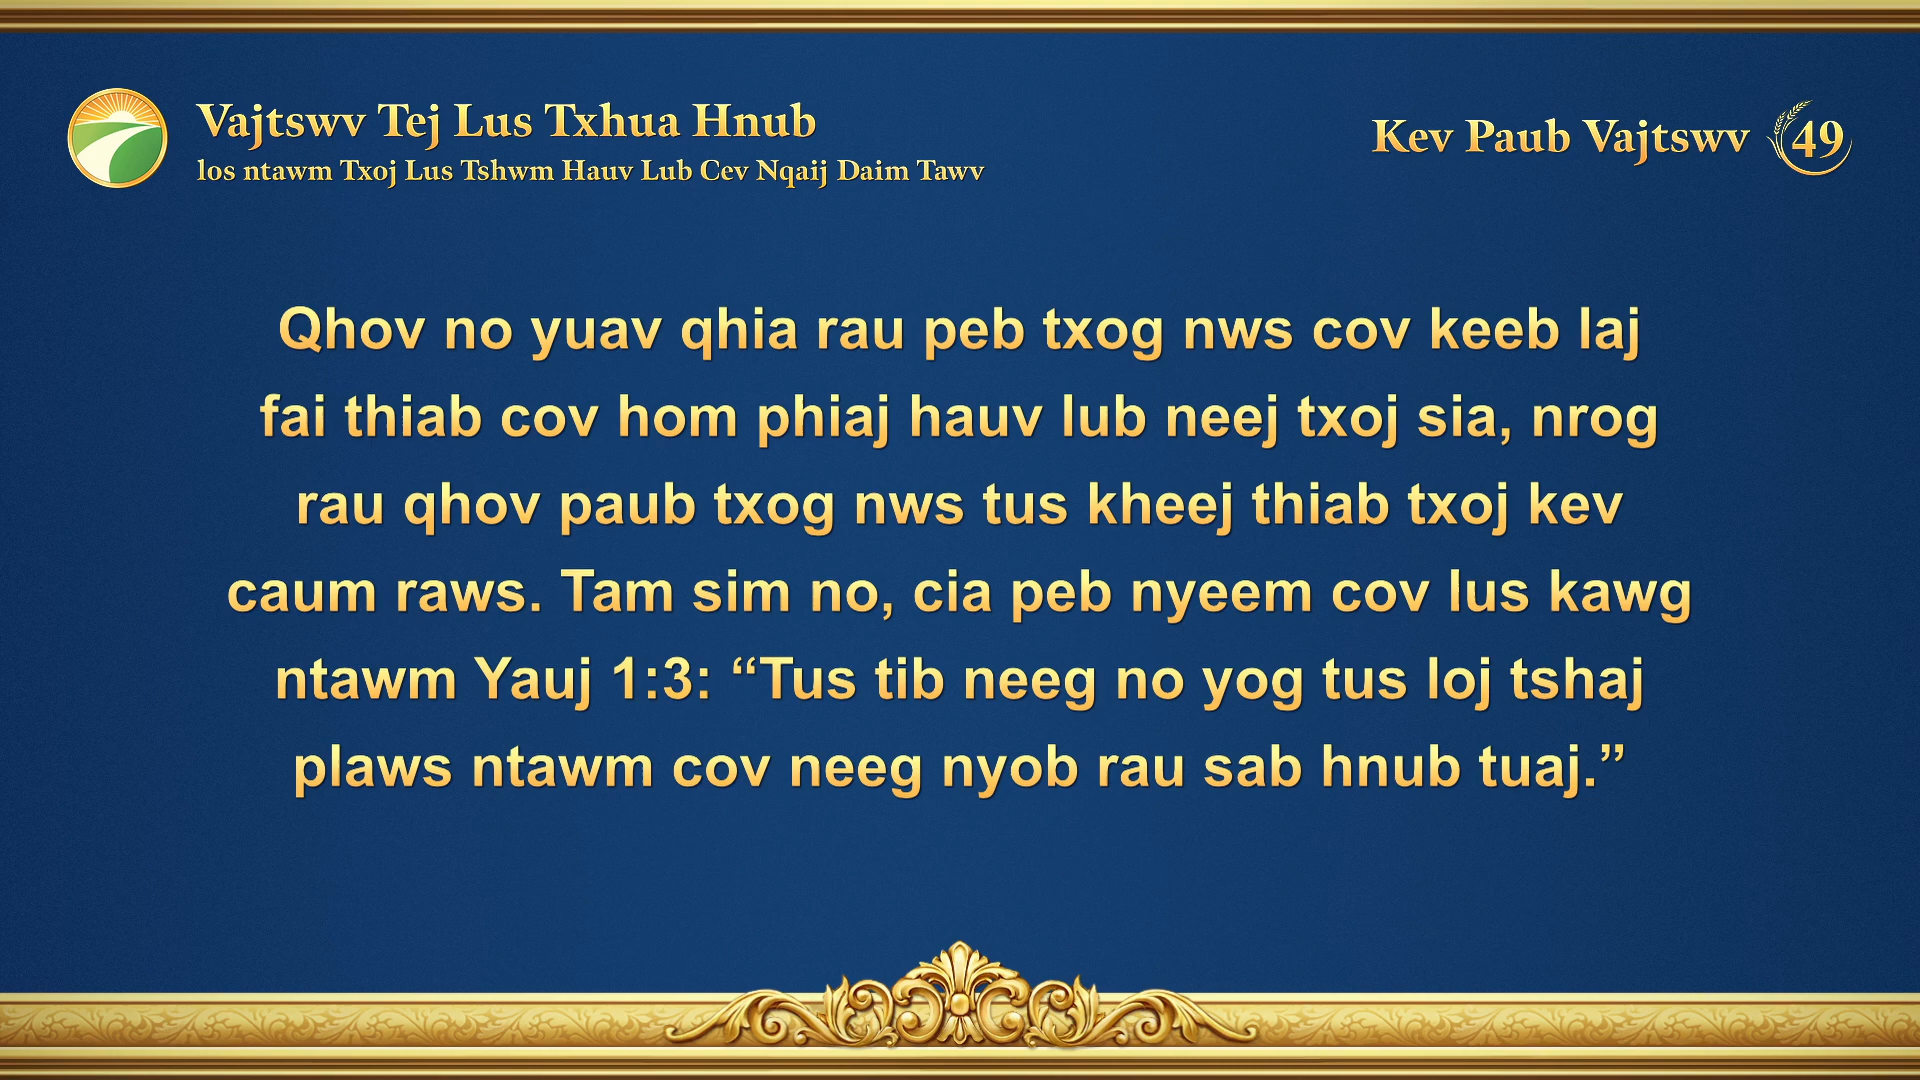 Vajtswv Tej Lus Txhua Hnub
los ntawm Txoj Lus Tshwm Hauv Lub Cev Nqaij Daim Tawv
Kev Paub Vajtswv 49
Qhov no yuav qhia rau peb txog nws cov keeb laj
fai thiab cov hom phiaj hauv lub neej txoj sia, nrog
rau qhov paub txog nws tus kheej thiab txoj kev
caum raws. Tam sim no, cia peb nyeem cov lus kawg
ntawm Yauj 1:3: “Tus tib neeg no yog tus loj tshaj
plaws ntawm cov neeg nyob rau sab hnub tuaj.”